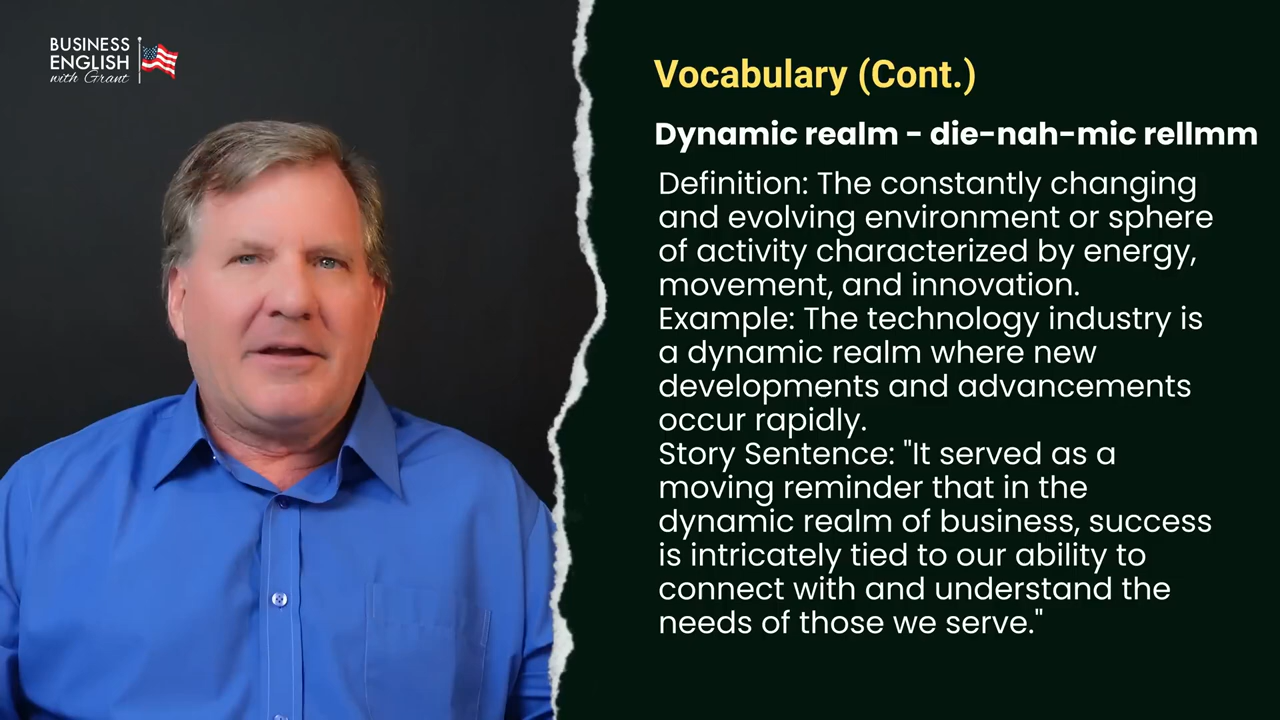 BUSINESS
ENGLISH
with Grant
Vocabulary (Cont.)
Dynamic realm - die-nah-mic rellmm
Definition: The constantly changing
and evolving environment or sphere
of activity characterized by energy,
movement, and innovation.
Example: The technology industry is
a dynamic realm where new
developments and advancements
occur rapidly.
Story Sentence: "It served as a
moving reminder that in the
dynamic realm of business, success
is intricately tied to our ability to
connect with and understand the
needs of those we serve."